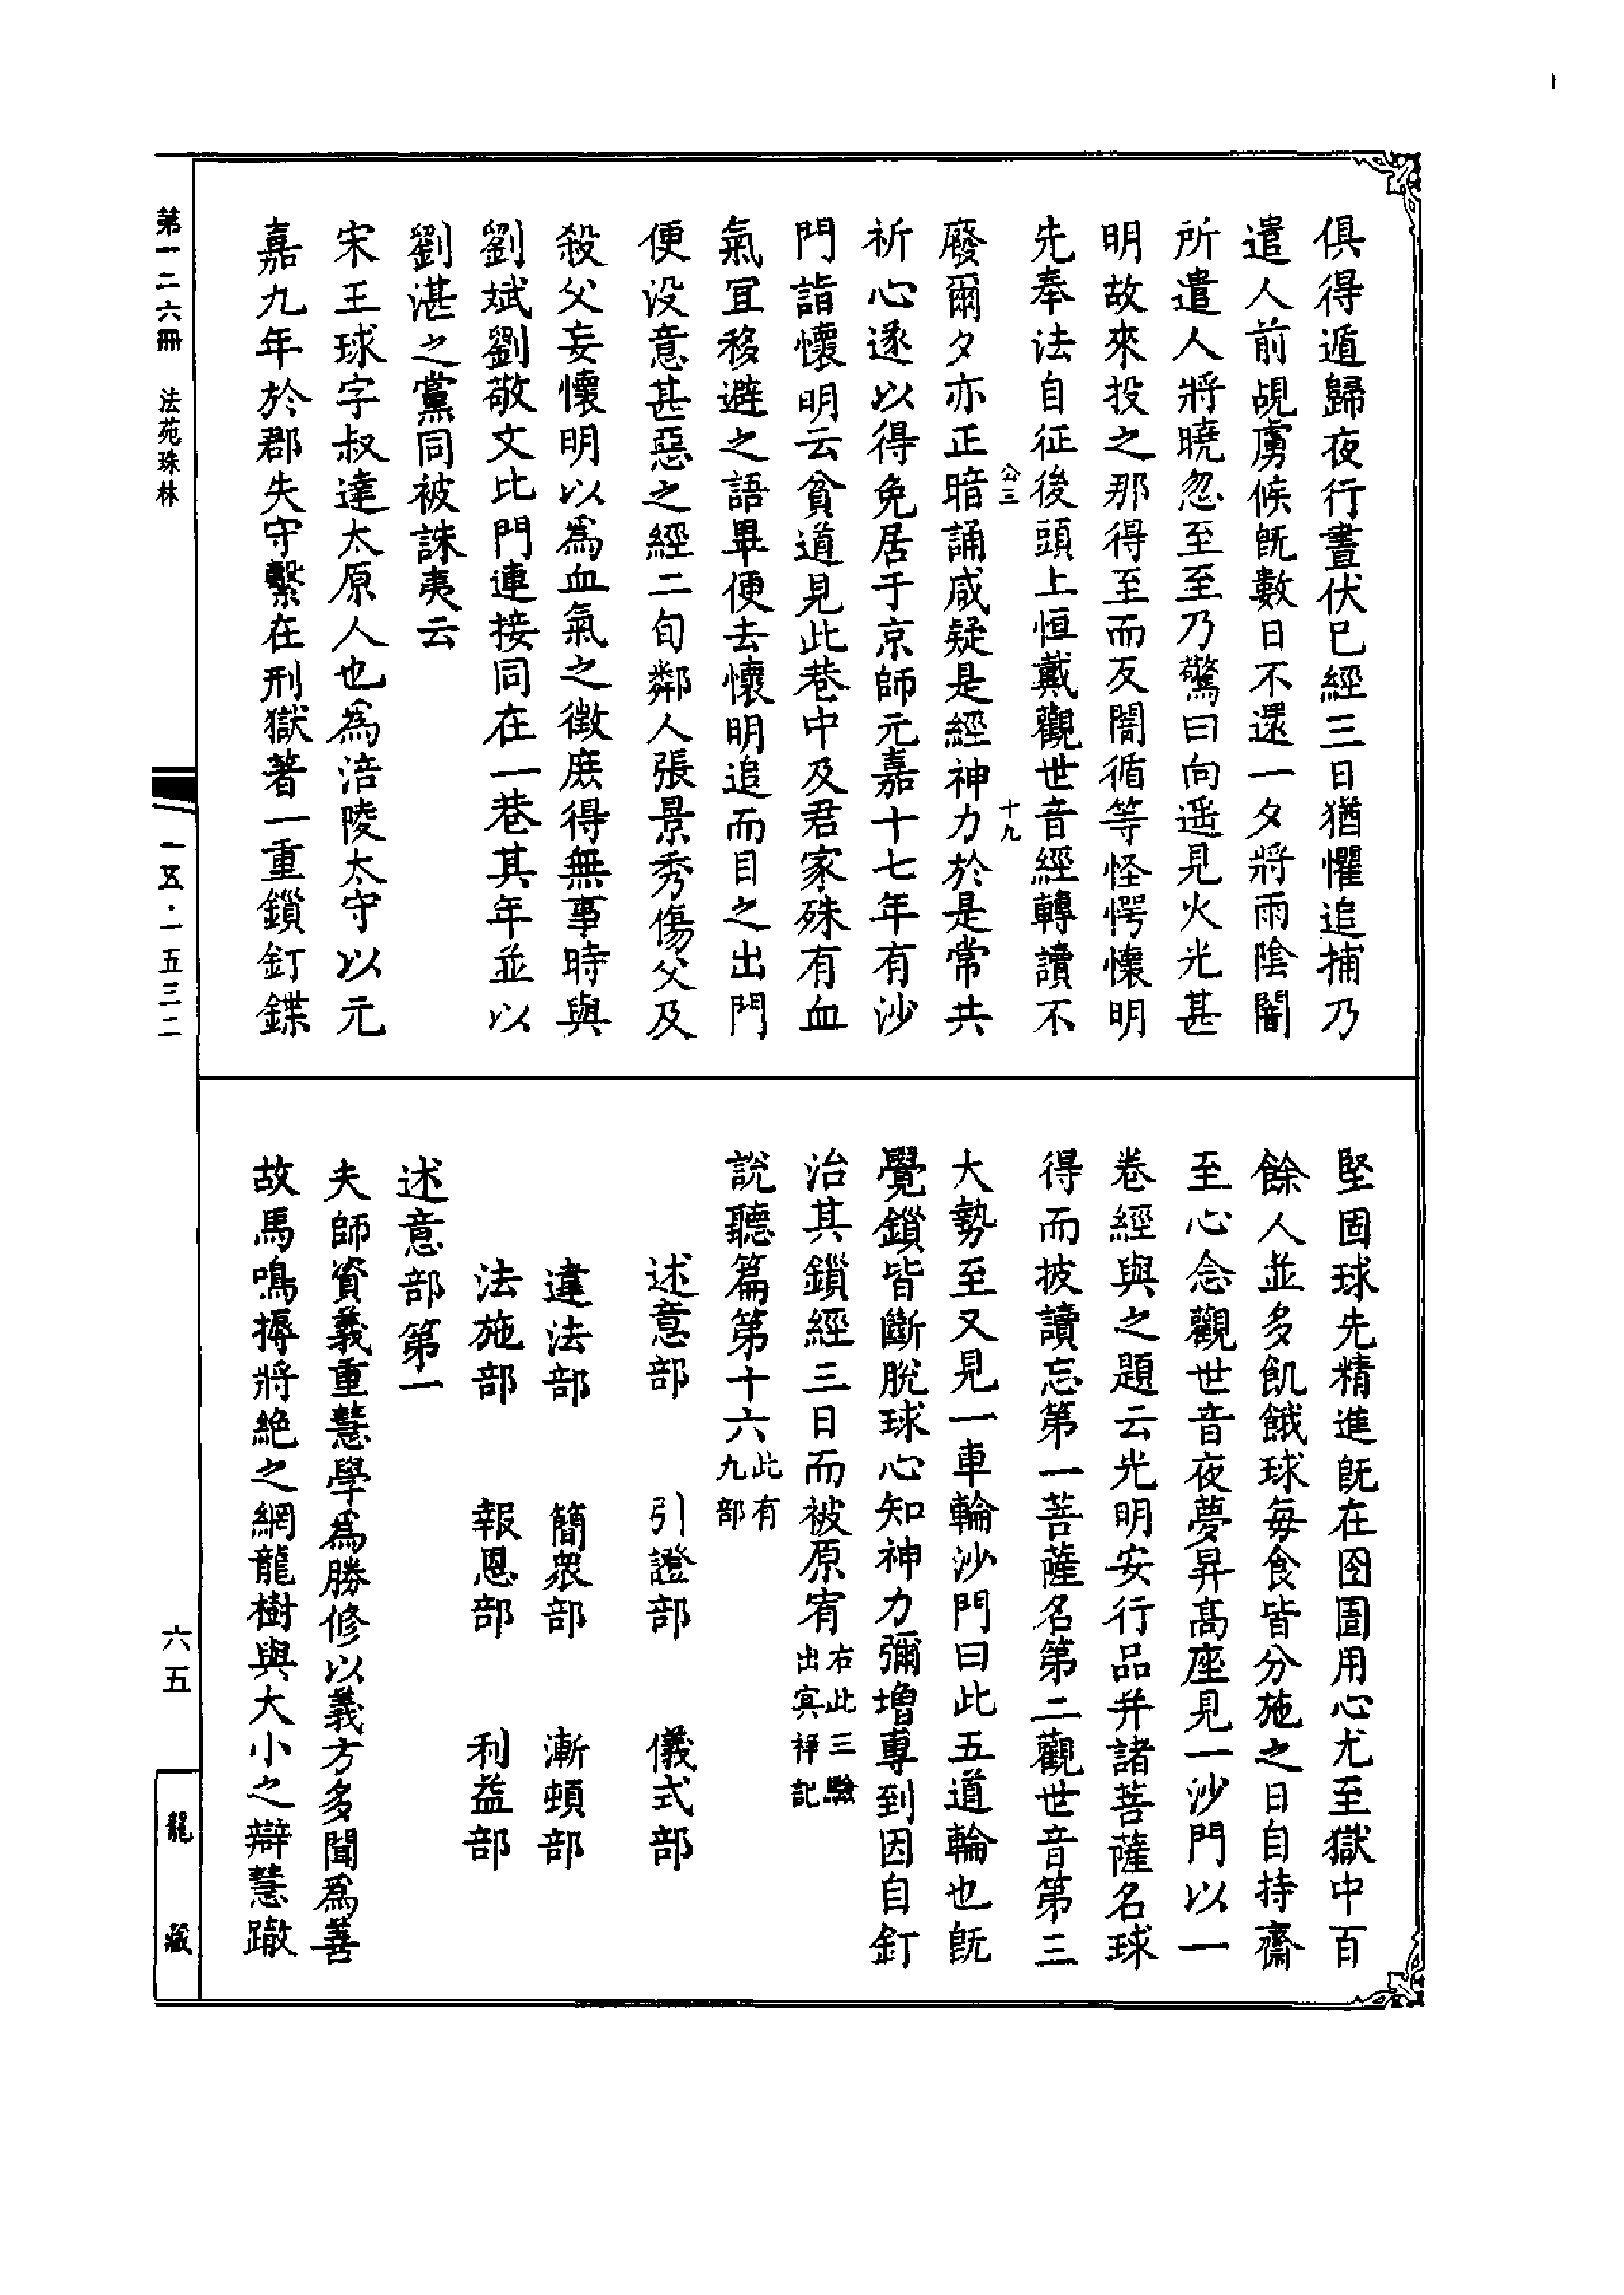 俱得遁歸夜行晝伏已經三日猶懼追捕乃
遣人前覘虜候旣數日不還一夕將雨陰闇
所遣人將曉忽至至乃驚曰向遥見火光甚
明故來投之那得至而反闇循等怪愕懷明
先奉法自征後頭上恒戴觀世音經轉讀不
公三
十九
廢爾夕亦正暗誦咸疑是經神力於是常共
祈心遂以得免居于京師元嘉十七年有沙
門詣懷明云貧道見此巷中及君家殊有血
氣宜移避之語畢便去懷明追而目之出門
便没意甚惡之經二旬鄰人張景秀傷父及
殺父妾懷明以爲血氣之徵庶得無事時與
劉斌劉敬文比門連接同在一巷其年並以
劉湛之黨同被誅夷云
宋王球字叔達太原人也爲涪陵太守以元
嘉九年於郡失守繫在刑獄著一重鎖釘鍱
堅固球先精進旣在囹圄用心尤至獄中百
餘人並多飢餓球每食皆分施之日自持齋
至心念觀世音夜夢昇高座見一沙門以一
卷經與之題云光明安行品并諸菩薩名球
得而披讀忘第一菩薩名第二觀世音第三
大勢至又見一車輪沙門曰此五道輪也旣
覺鎖皆斷脫球心知神力彌增專到因自釘
治其鎖經三日而被原宥右此三驗出冥祥記
說聽篇第十六此有九部
述意部 引證部 儀式部
違法部 簡衆部 漸頓部
法施部 報恩部 利益部
述意部第一
夫師資義重慧學爲勝修以義方多聞爲善
故馬鳴搙將絶之網龍樹與大小之辯慧躐
第一二六冊 法苑珠林
一五·一五三二
六五
龍藏